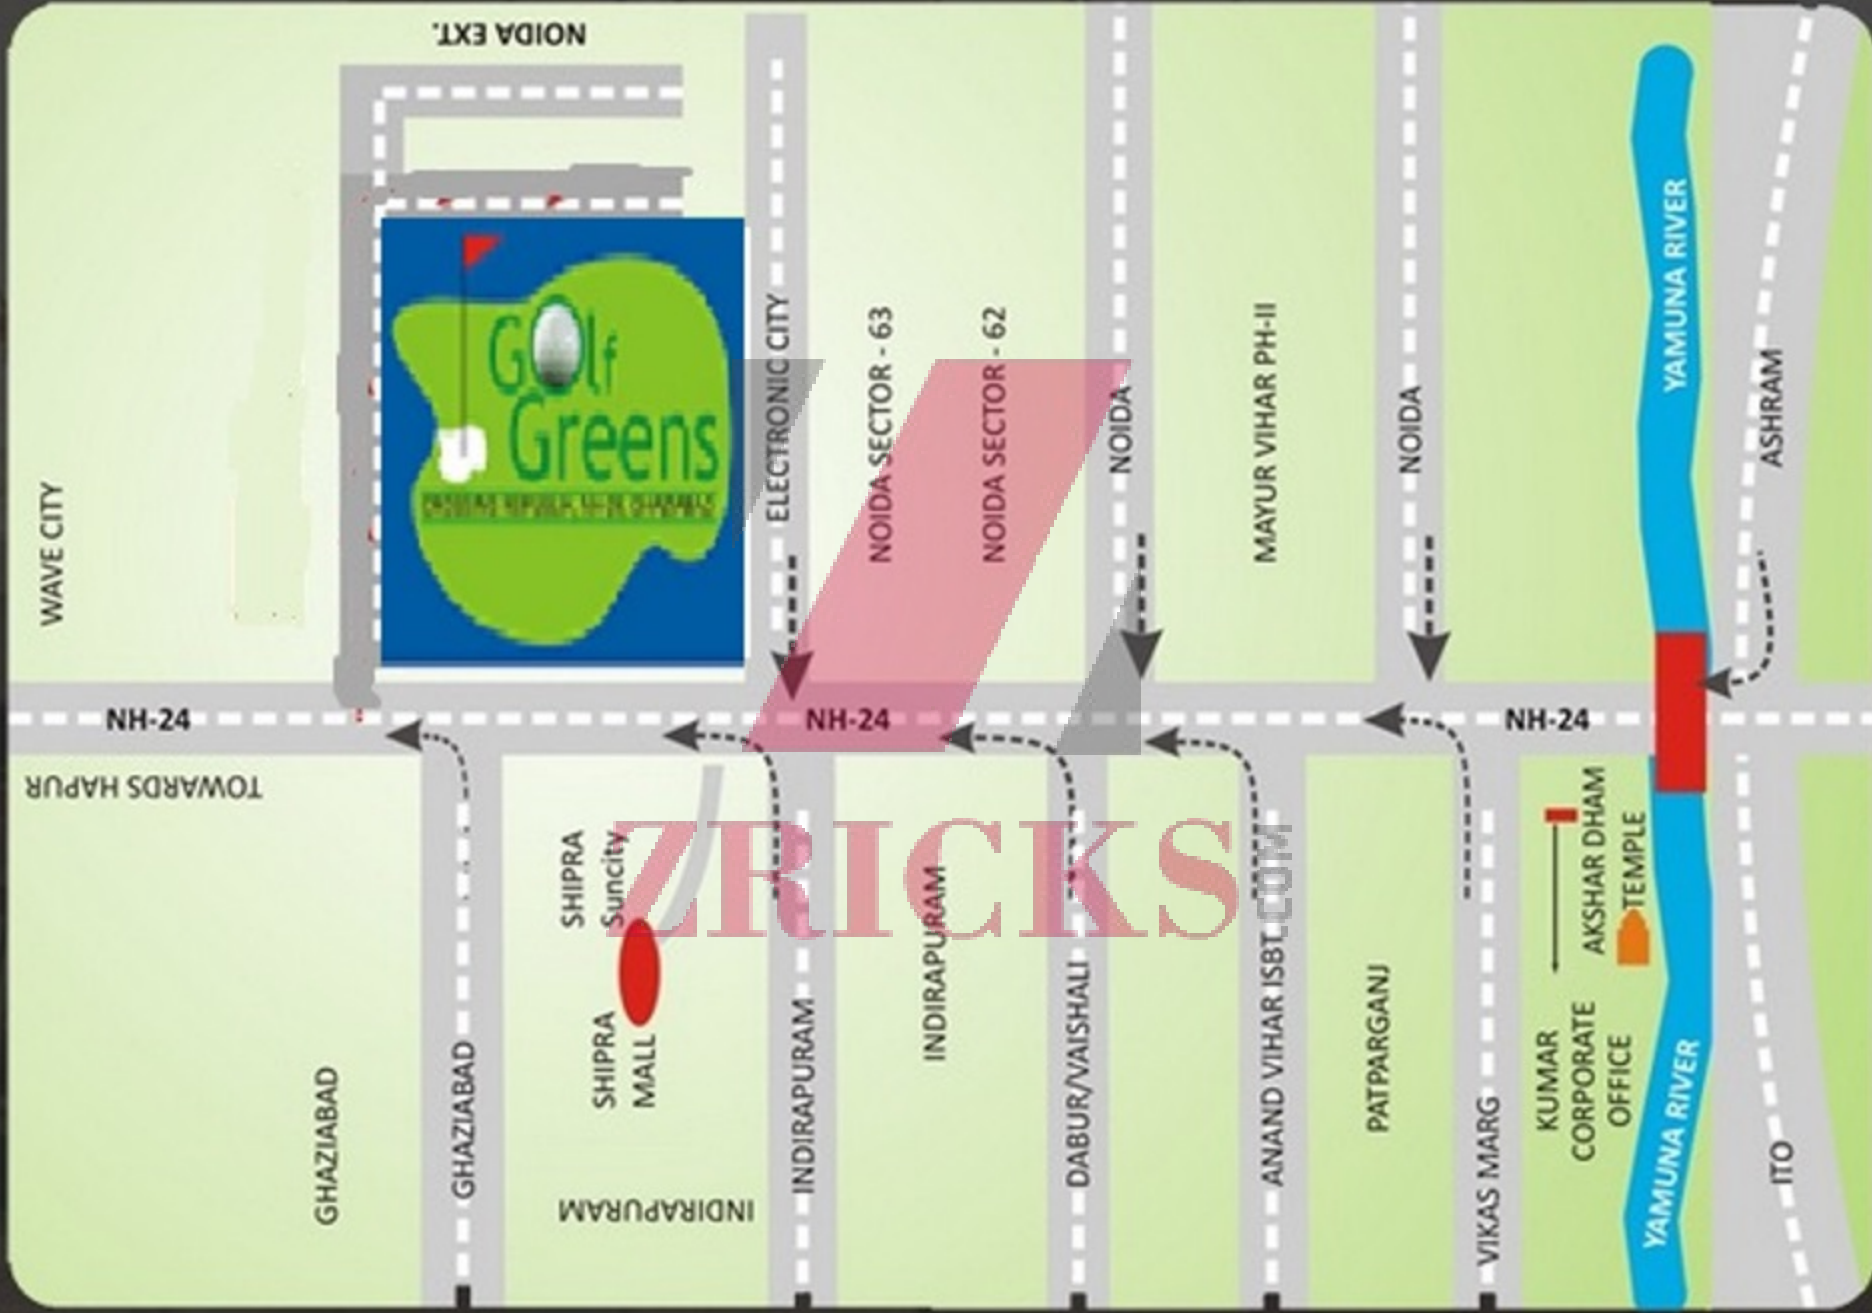 NOIDA EXT.
WAVE CITY
Golf
Greens
ELECTRONIC CITY
NOIDA SECTOR - 63
NOIDA SECTOR - 62
NOIDA
MAYUR VIHAR PH-II
NOIDA
YAMUNA RIVER
ASHRAM
NH-24
NH-24
NH-24
TOWARDS HAPUR
GHAZIABAD
GHAZIABAD
SHIPRA
Suncity
SHIPRA
MALL
INDIRAPURAM
INDIRAPURAM
INDIRAPURAM
DABUR/VAISHALI
ANAND VIHAR ISBT
PATPARGANJ
VIKAS MARG
AKSHAR DHAM
TEMPLE
KUMAR
CORPORATE
OFFICE
YAMUNA RIVER
ITO
ZRICKS
.COM